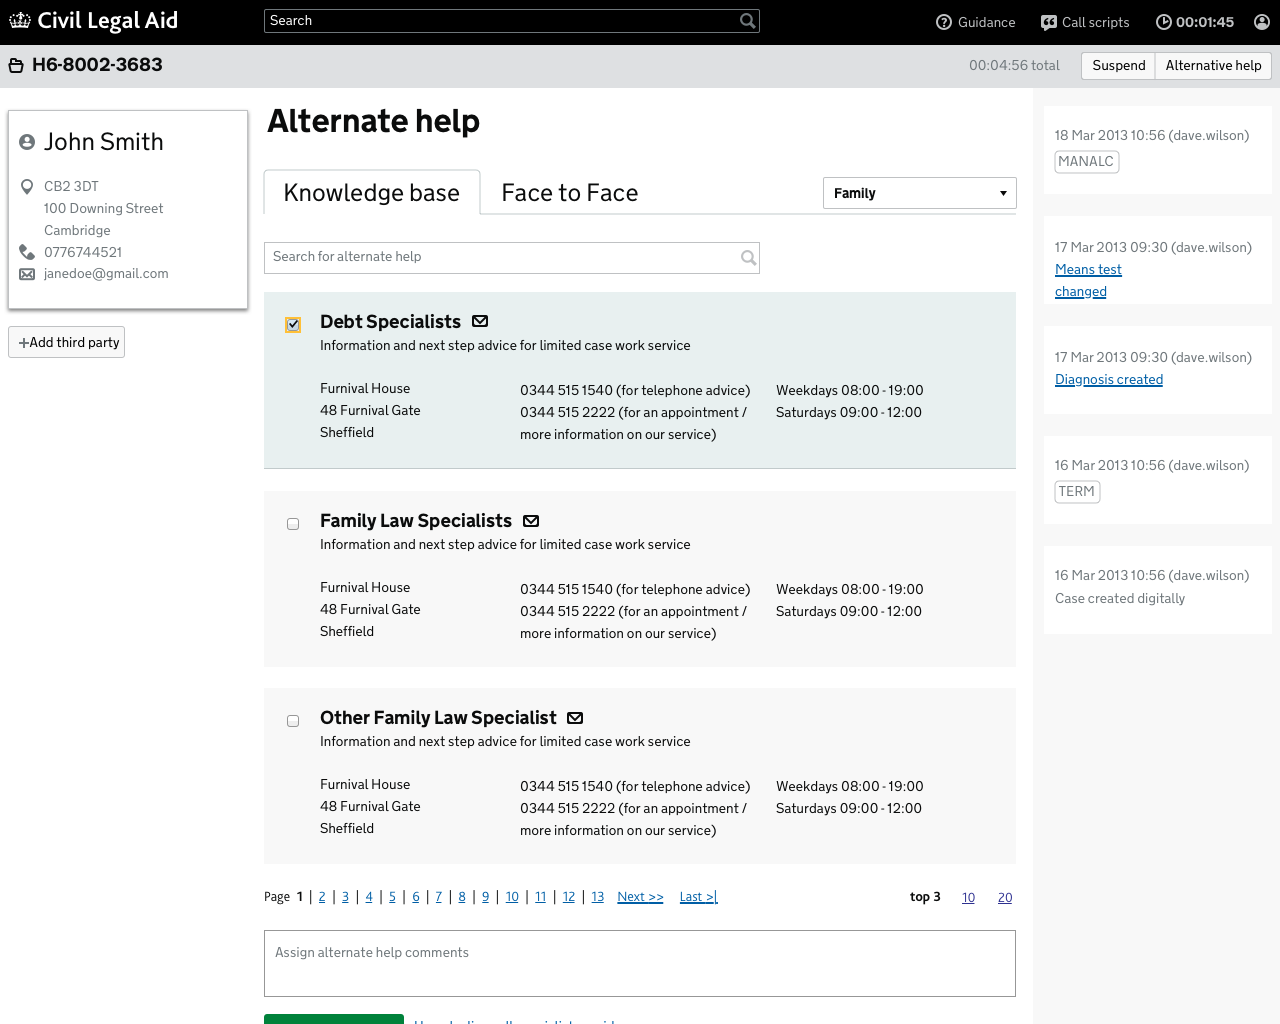 Civil Legal Aid
Search
Guidance
Call scripts
00:01:45
H6-8002-3683
00:04:56 total
Suspend
Alternative help
John Smith
CB2 3DT
100 Downing Street
Cambridge
0776744521
janedoe@gmail.com
+Add third party
Alternate help
Knowledge base
Face to Face
Family
Search for alternate help
Debt Specialists
Information and next step advice for limited case work service
Furnival House
48 Furnival Gate
Sheffield
0344 515 1540 (for telephone advice)
0344 515 2222 (for an appointment /
more information on our service)
Weekdays 08:00 - 19:00
Saturdays 09:00 - 12:00
Family Law Specialists
Information and next step advice for limited case work service
Furnival House
48 Furnival Gate
Sheffield
0344 515 1540 (for telephone advice)
0344 515 2222 (for an appointment /
more information on our service)
Weekdays 08:00 - 19:00
Saturdays 09:00 - 12:00
Other Family Law Specialist
Information and next step advice for limited case work service
Furnival House
48 Furnival Gate
Sheffield
0344 515 1540 (for telephone advice)
0344 515 2222 (for an appointment /
more information on our service)
Weekdays 08:00 - 19:00
Saturdays 09:00 - 12:00
Page 1 | 2 | 3 | 4 | 5 | 6 | 7 | 8 | 9 | 10 | 11 | 12 | 13 Next >> Last >|
top 3 10 20
Assign alternate help comments
18 Mar 2013 10:56 (dave.wilson)
MANALC
17 Mar 2013 09:30 (dave.wilson)
Means test
changed
17 Mar 2013 09:30 (dave.wilson)
Diagnosis created
16 Mar 2013 10:56 (dave.wilson)
TERM
16 Mar 2013 10:56 (dave.wilson)
Case created digitally